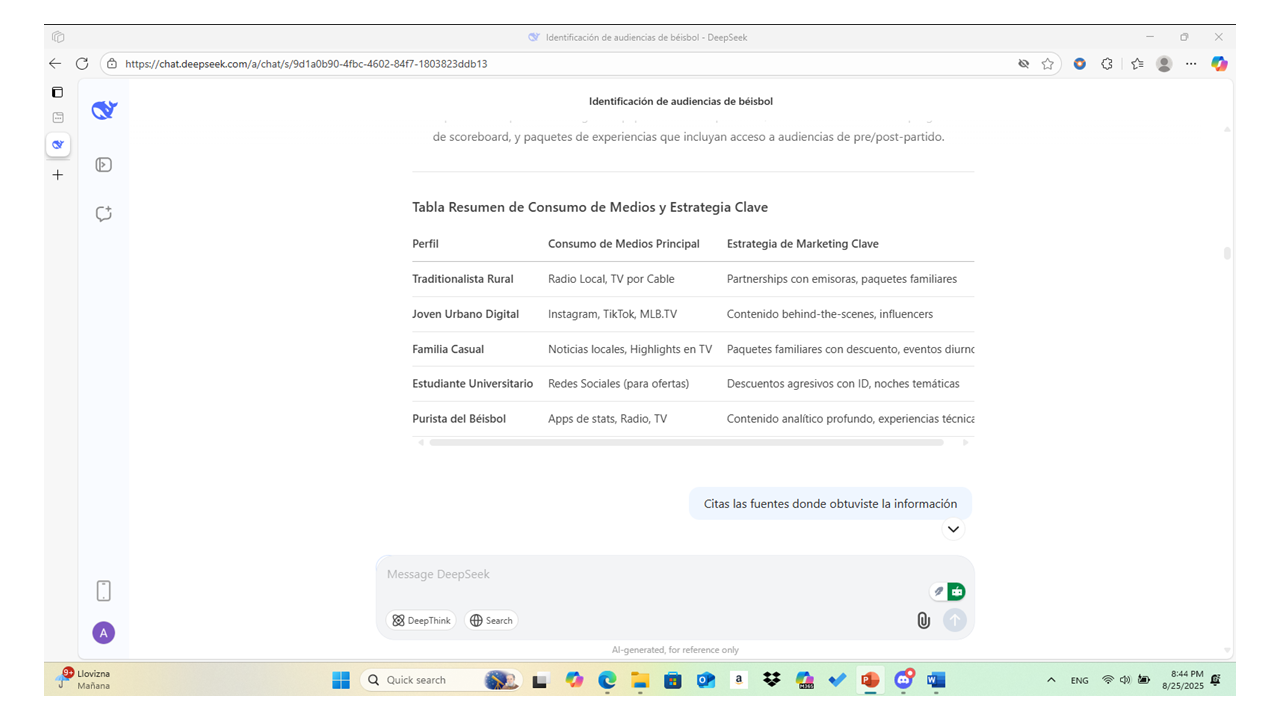 Identificación de audiencias de béisbol - DeepSeek
https://chat.deepseek.com/a/chat/s/9d1a0b90-4fbc-4602-84f7-1803823ddb13
Identificación de audiencias de béisbol
de scoreboard, y paquetes de experiencias que incluyan acceso a audiencias de pre/post-partido.
Tabla Resumen de Consumo de Medios y Estrategia Clave
Perfil Consumo de Medios Principal Estrategia de Marketing Clave
Traditionalista Rural Radio Local, TV por Cable Partnerships con emisoras, paquetes familiares
Joven Urbano Digital Instagram, TikTok, MLB.TV Contenido behind-the-scenes, influencers
Familia Casual Noticias locales, Highlights en TV Paquetes familiares con descuento, eventos diurnc
Estudiante Universitario Redes Sociales (para ofertas) Descuentos agresivos con ID, noches temáticas
Purista del Béisbol Apps de stats, Radio, TV Contenido analítico profundo, experiencias técnica
Citas las fuentes donde obtuviste la información
Message DeepSeek
DeepThink Search
A
AI-generated, for reference only
9+ Llovizna
Mañana
Quick search
a
M365
ENG
8:44 PM
8/25/2025